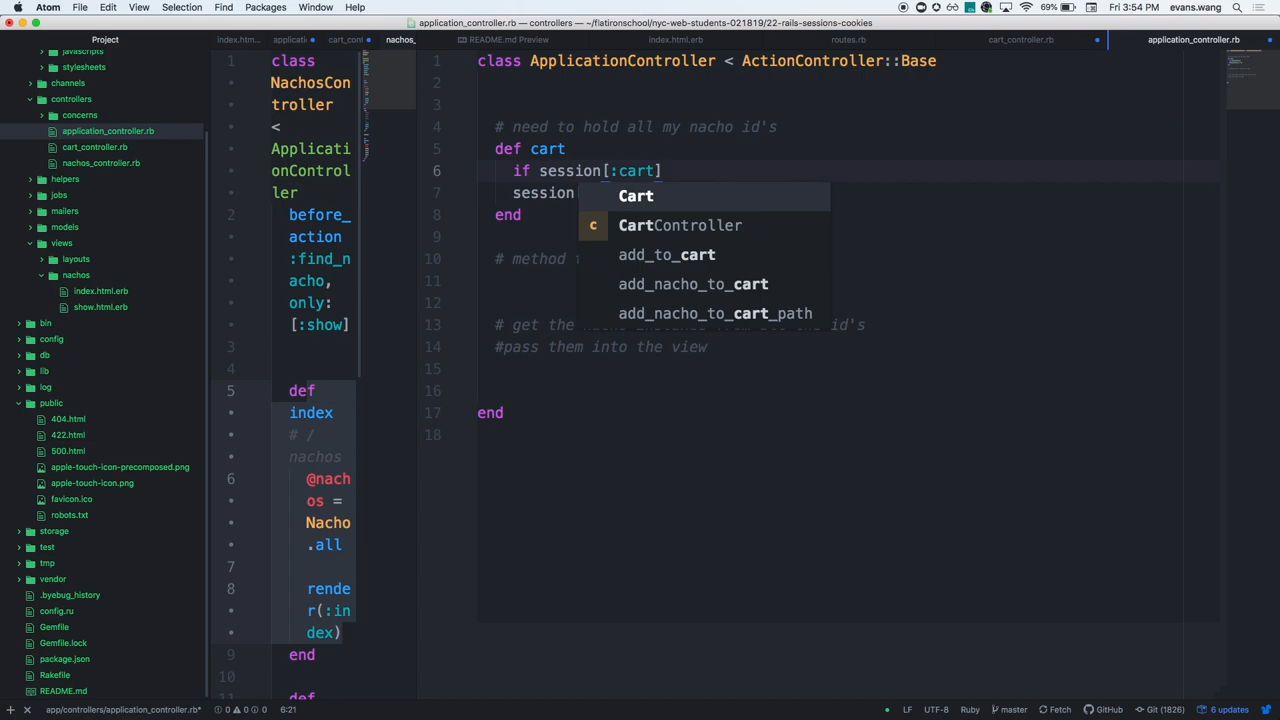 Atom File Edit View Selection Find Packages Window Help
69% Fri 3:54 PM evans.wang
application_controller.rb — controllers — ~/flatironschool/nyc-web-students-021819/22-rails-sessions-cookies
Project
index.htm...
applicati
cart_cont
nachos_
README.md Preview
index.html.erb
routes.rb
cart_controller.rb
application_controller.rb
javascripts
stylesheets
channels
controllers
concerns
application_controller.rb
cart_controller.rb
nachos_controller.rb
helpers
jobs
mailers
models
views
layouts
nachos
index.html.erb
show.html.erb
bin
config
db
lib
log
public
404.html
422.html
500.html
apple-touch-icon-precomposed.png
apple-touch-icon.png
favicon.ico
robots.txt
storage
test
tmp
vendor
.byebug_history
config.ru
Gemfile
Gemfile.lock
package.json
Rakefile
README.md
1 class
NachosCon
troller
<
Applicati
onControl
ler
2 before_
action
:find_n
acho,
only:
[:show]
3
4
5 def
index
# /
nachos
6 @nach
os =
Nacho
.all
7
8 rende
r(:in
dex)
9 end
10
11 def
1 class ApplicationController < ActionController::Base
2
3
4 # need to hold all my nacho id's
5 def cart
6 if session[:cart]
7 session
8 end
9
10 # method
11
12
13 # get the id's
14 #pass them into the view
15
16
17 end
18
Cart
c CartController
add_to_cart
add_nacho_to_cart
add_nacho_to_cart_path
app/controllers/application_controller.rb* 0 0 0 6:21
LF UTF-8 Ruby master Fetch GitHub Git (1826) 6 updates